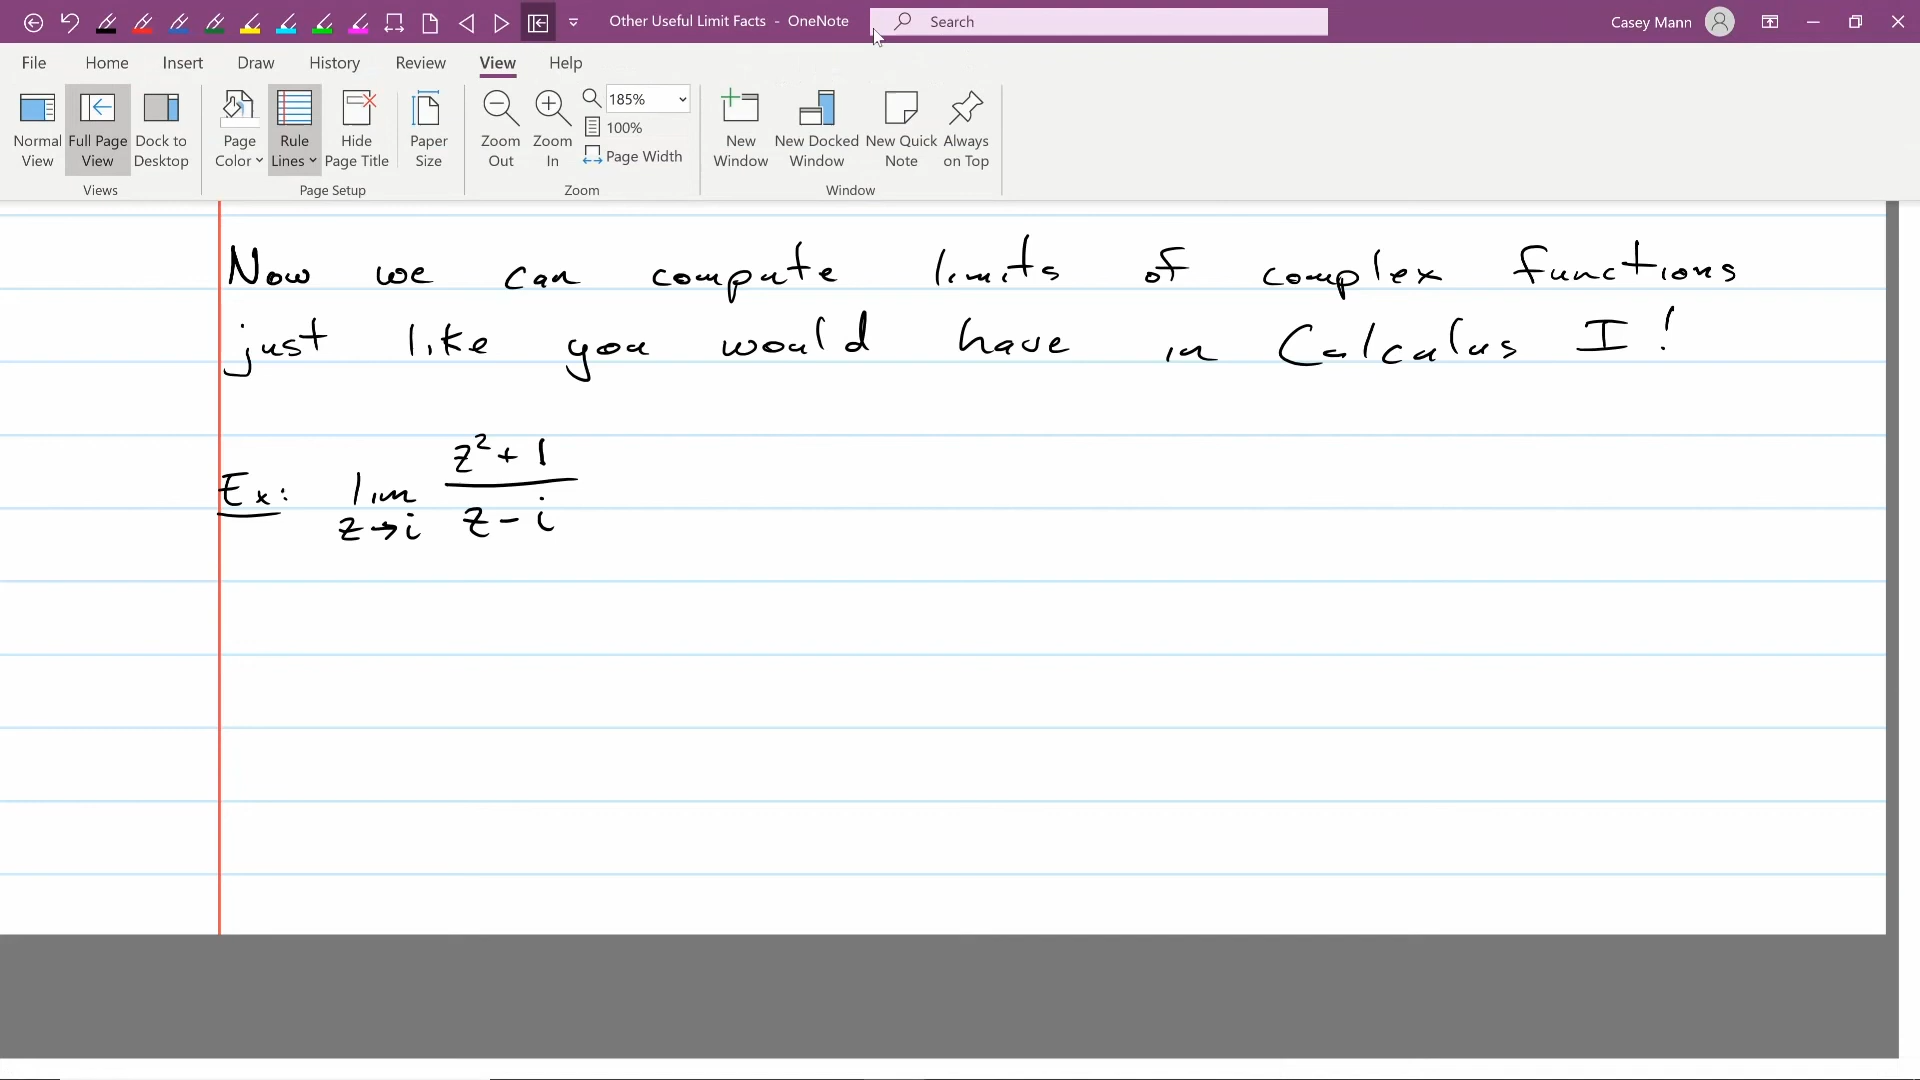 Other Useful Limit Facts - OneNote
Search
Casey Mann
File Home Insert Draw History Review View Help
Normal View
Full Page View
Dock to Desktop
Views
Page Color
Rule Lines
Hide Page Title
Paper Size
Page Setup
Zoom Out
Zoom In
185%
100%
Page Width
Zoom
New Window
New Docked Window
New Quick Note
Always on Top
Window
Now we can compute limits of complex functions
just like you would have in Calculus I!
Ex: lim z→i (z² + 1)/(z - i)